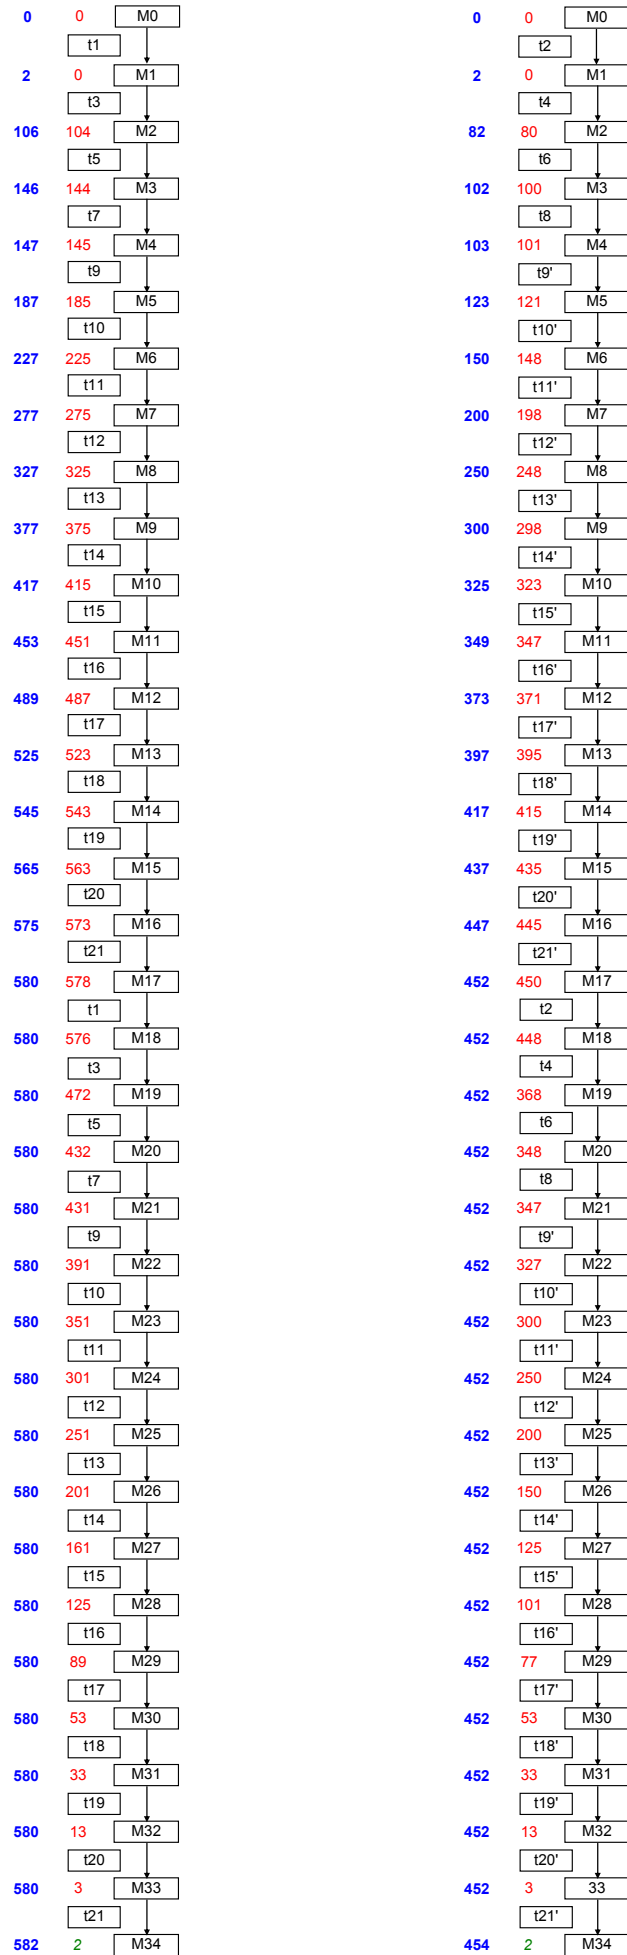 0 0 M0 0 0 M0
t1 t2
2 0 M1 2 0 M1
t3 t4
106 104 M2 82 80 M2
t5 t6
146 144 M3 102 100 M3
t7 t8
147 145 M4 103 101 M4
t9 t9'
187 185 M5 123 121 M5
t10 t10'
227 225 M6 150 148 M6
t11 t11'
277 275 M7 200 198 M7
t12 t12'
327 325 M8 250 248 M8
t13 t13'
377 375 M9 300 298 M9
t14 t14'
417 415 M10 325 323 M10
t15 t15'
453 451 M11 349 347 M11
t16 t16'
489 487 M12 373 371 M12
t17 t17'
525 523 M13 397 395 M13
t18 t18'
545 543 M14 417 415 M14
t19 t19'
565 563 M15 437 435 M15
t20 t20'
575 573 M16 447 445 M16
t21 t21'
580 578 M17 452 450 M17
t1 t2
580 576 M18 452 448 M18
t3 t4
580 472 M19 452 368 M19
t5 t6
580 432 M20 452 348 M20
t7 t8
580 431 M21 452 347 M21
t9 t9'
580 391 M22 452 327 M22
t10 t10'
580 351 M23 452 300 M23
t11 t11'
580 301 M24 452 250 M24
t12 t12'
580 251 M25 452 200 M25
t13 t13'
580 201 M26 452 150 M26
t14 t14'
580 161 M27 452 125 M27
t15 t15'
580 125 M28 452 101 M28
t16 t16'
580 89 M29 452 77 M29
t17 t17'
580 53 M30 452 53 M30
t18 t18'
580 33 M31 452 33 M31
t19 t19'
580 13 M32 452 13 M32
t20 t20'
580 3 M33 452 3 33
t21 t21'
582 2 M34 454 2 M34